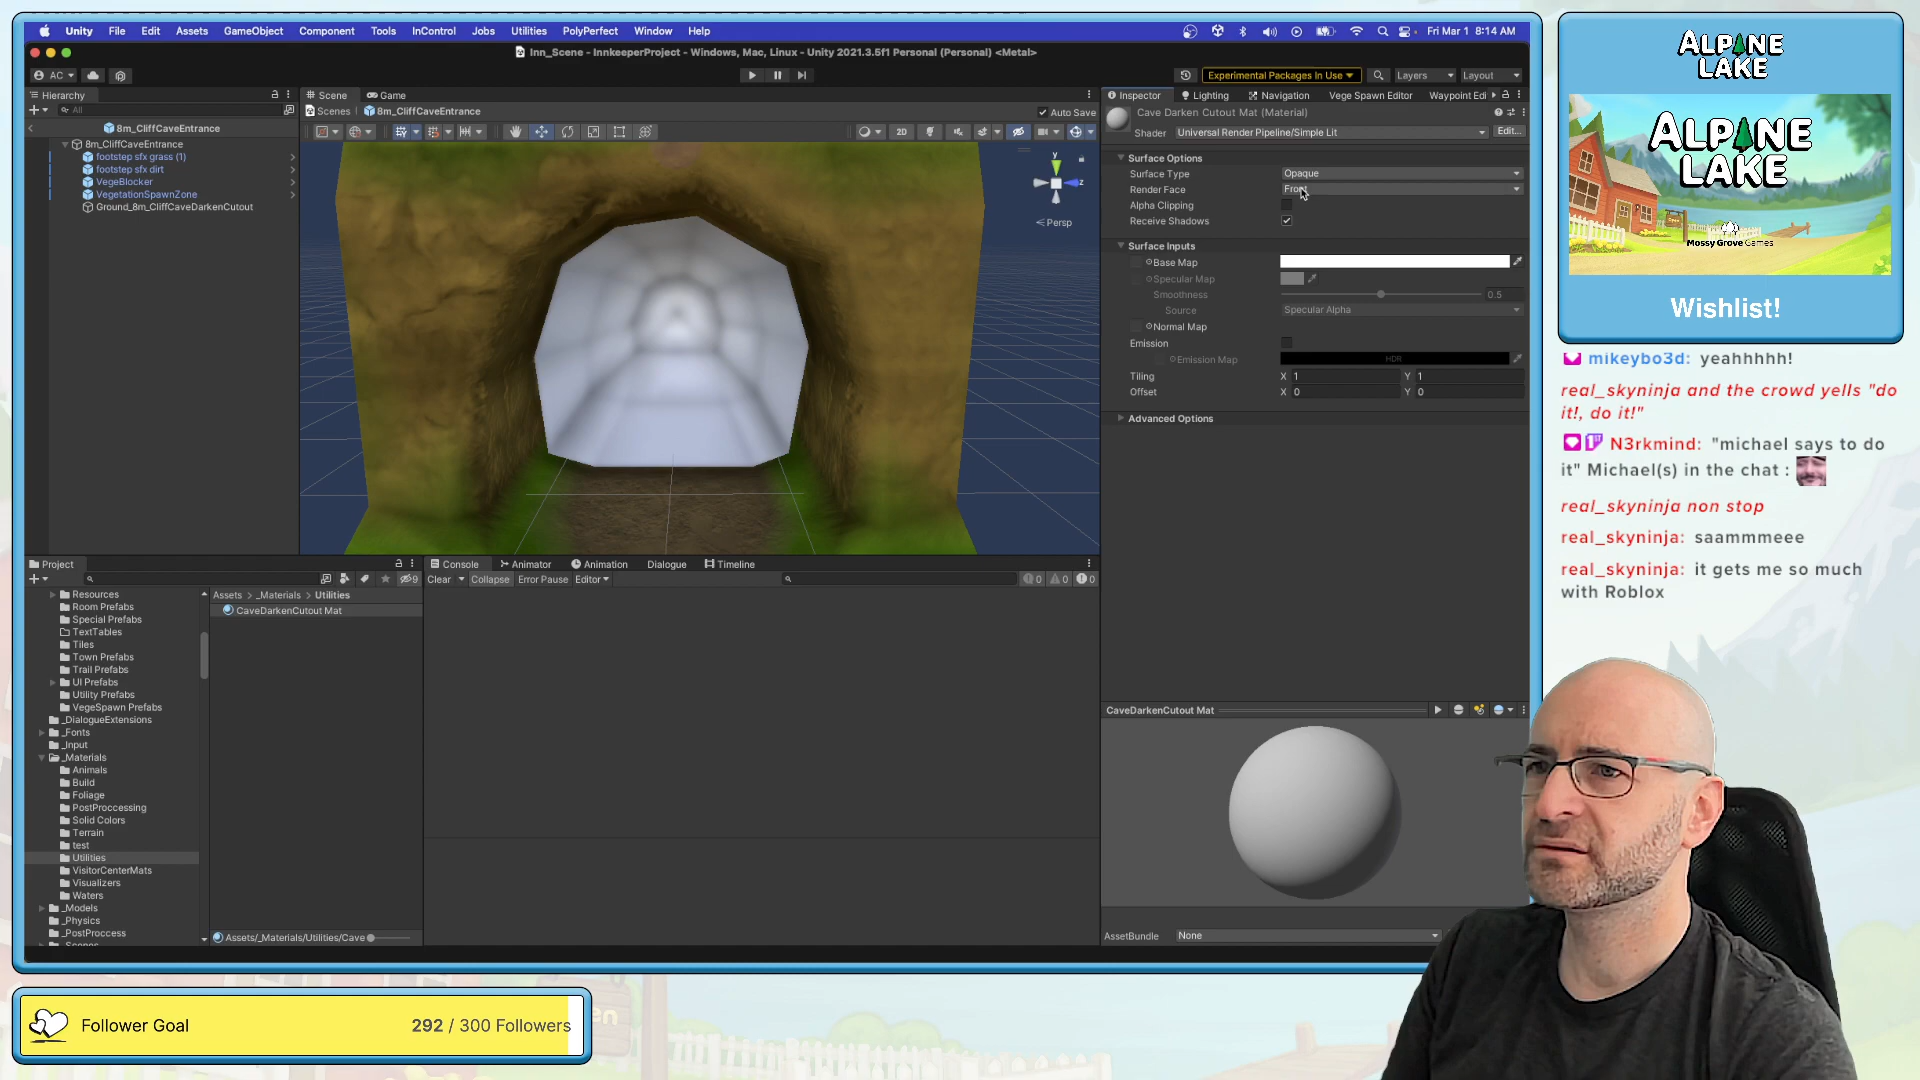 Unity File Edit Assets GameObject Component Tools InControl Jobs Utilities PolyPerfect Window Help Fri Mar 1 8:14 AM
Inn_Scene - InnkeeperProject - Windows, Mac, Linux - Unity 2021.3.5f1 Personal (Personal) <Metal>
AC Experimental Packages In Use Layers Layout
Hierarchy
All
8m_CliffCaveEntrance
8m_CliffCaveEntrance
footstep sfx grass (1)
footstep sfx dirt
VegeBlocker
VegetationSpawnZone
Ground_8m_CliffCaveDarkenCutout
Scene Game
Scenes 8m_CliffCaveEntrance Auto Save
2D
y
z
Persp
Inspector Lighting Navigation Vege Spawn Editor Waypoint Edi
Cave Darken Cutout Mat (Material)
Shader Universal Render Pipeline/Simple Lit Edit...
Surface Options
Surface Type Opaque
Render Face Front
Alpha Clipping
Receive Shadows
Surface Inputs
Base Map
Specular Map
Smoothness 0.5
Source Specular Alpha
Normal Map
Emission
Emission Map HDR
Tiling X 1 Y 1
Offset X 0 Y 0
Advanced Options
CaveDarkenCutout Mat
AssetBundle None
Project
9
Resources
Room Prefabs
Special Prefabs
TextTables
Tiles
Town Prefabs
Trail Prefabs
UI Prefabs
Utility Prefabs
VegeSpawn Prefabs
_DialogueExtensions
_Fonts
_Input
_Materials
Animals
Build
Foliage
PostProccessing
Solid Colors
Terrain
test
Utilities
VisitorCenterMats
Visualizers
Waters
_Models
_Physics
_PostProccess
Assets > _Materials > Utilities
CaveDarkenCutout Mat
Assets/_Materials/Utilities/Cave
Console Animator Animation Dialogue Timeline
Clear Collapse Error Pause Editor 0 0 0
ALPINE
LAKE
ALPINE
LAKE
Mossy Grove Games
Wishlist!
mikeybo3d: yeahhhhh!
real_skyninja and the crowd yells "do
it!, do it!"
N3rkmind: "michael says to do
it" Michael(s) in the chat :
real_skyninja non stop
real_skyninja: saammmeee
real_skyninja: it gets me so much
with Roblox
Follower Goal 292 / 300 Followers